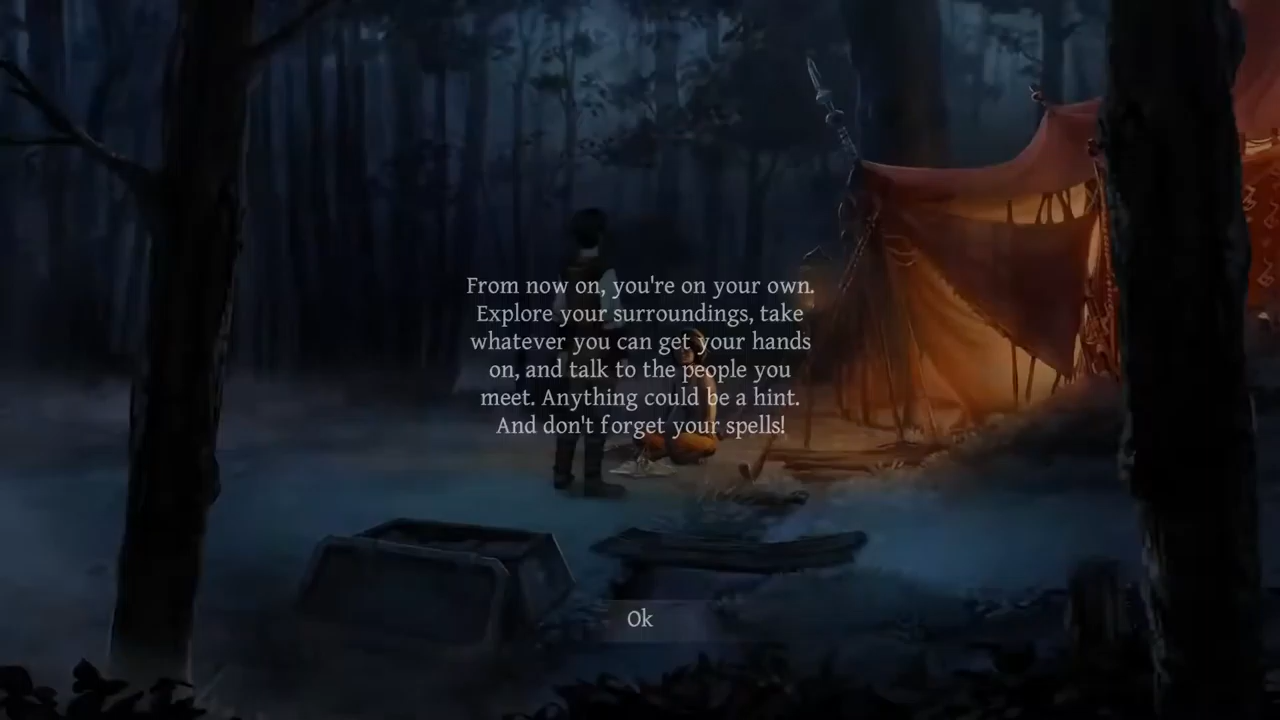 From now on, you're on your own.
Explore your surroundings, take
whatever you can get your hands
on, and talk to the people you
meet. Anything could be a hint.
And don't forget your spells!
Ok